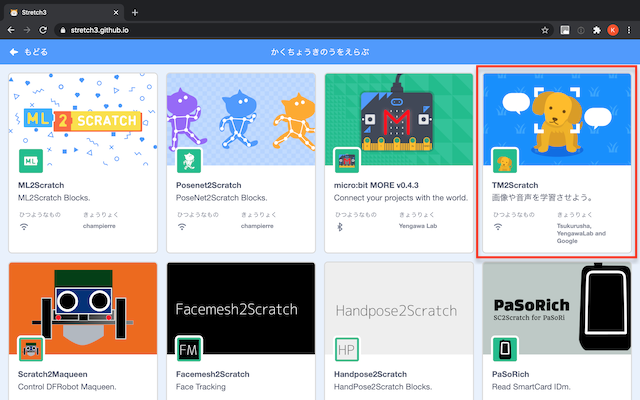 Stretch3
stretch3.github.io
K
もどる
かくちょうきのうをえらぶ
ML 2 SCRATCH
ML2
ML2Scratch
ML2Scratch Blocks.
ひつようなもの
きょうりょく
champierre
Posenet2Scratch
PoseNet2Scratch Blocks.
ひつようなもの
きょうりょく
champierre
M
micro:bit MORE v0.4.3
Connect your projects with the world.
ひつようなもの
きょうりょく
Yengawa Lab
TM2Scratch
画像や音声を学習させよう。
ひつようなもの
きょうりょく
Tsukurusha,
YengawaLab and
Google
Scratch2Maqueen
Control DFRobot Maqueen.
Facemesh2Scratch
FM
Facemesh2Scratch
Face Tracking
Handpose2Scratch
HP
Handpose2Scratch
HandPose2Scratch Blocks.
PaSoRich
SC2Scratch for PaSoRi
PaSoRich
Read SmartCard IDm.